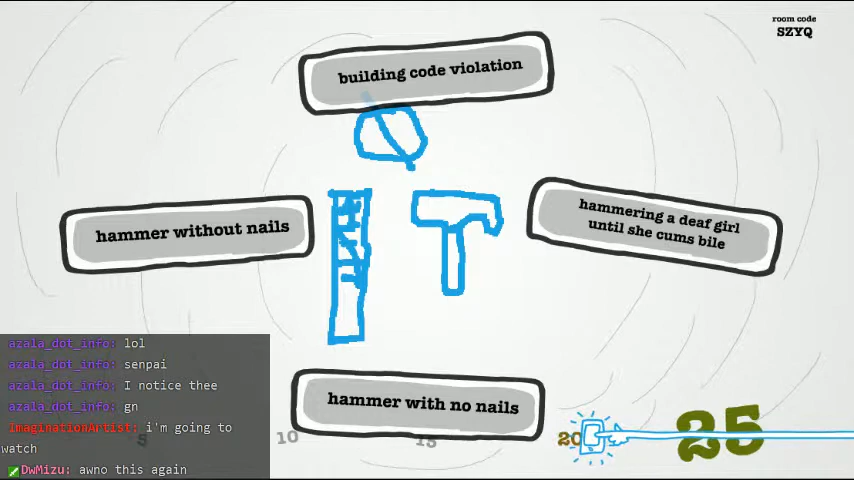 room code
SZYQ
building code violation
hammer without nails
hammering a deaf girl
until she cums bile
hammer with no nails
azala_dot_info: lol
azala_dot_info: senpai
azala_dot_info: I notice thee
azala_dot_info: gn
ImaginationArtist: i'm going to
watch
DwMizu: awno this again
5
10
15
20
25